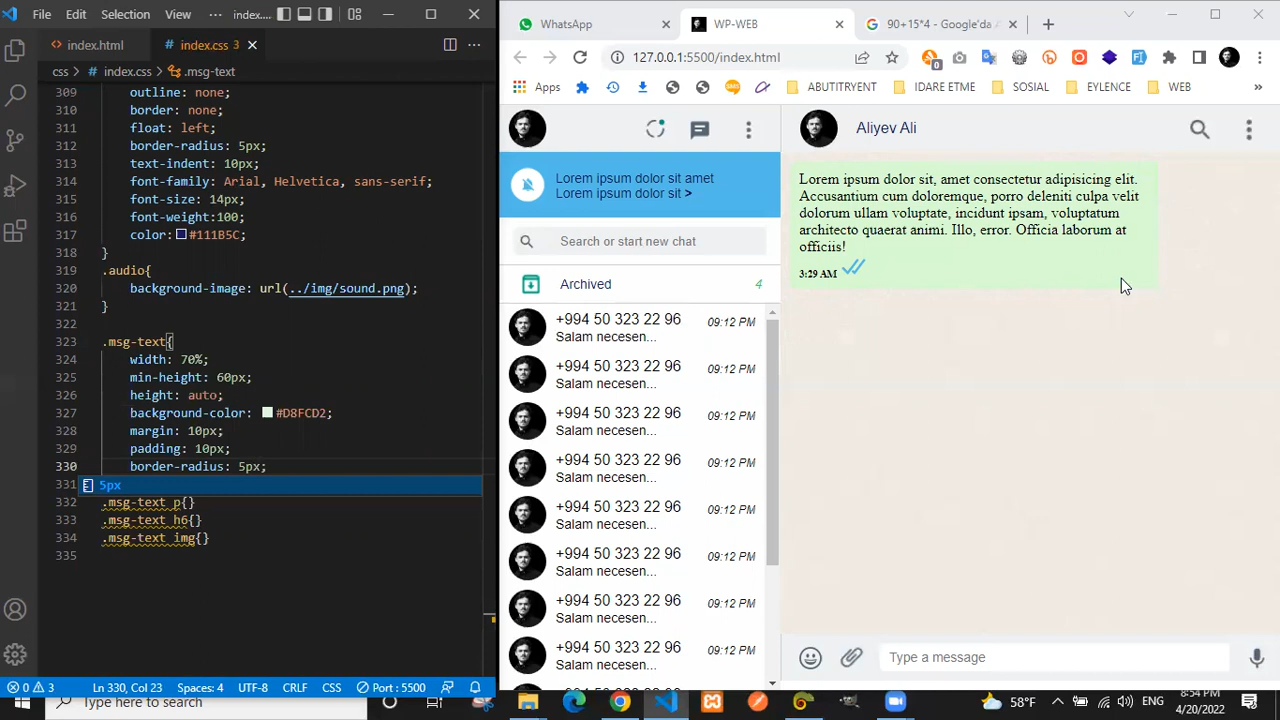 File Edit Selection View ··· index....
index.html
index.css 3
css > index.css > .msg-text
309 outline: none;
310 border: none;
311 float: left;
312 border-radius: 5px;
313 text-indent: 10px;
314 font-family: Arial, Helvetica, sans-serif;
315 font-size: 14px;
316 font-weight:100;
317 color: #111B5C;
318 }
319 .audio{
320 background-image: url(../img/sound.png);
321 }
322
323 .msg-text{
324 width: 70%;
325 min-height: 60px;
326 height: auto;
327 background-color: #D8FCD2;
328 margin: 10px;
329 padding: 10px;
330 border-radius: 5px;
331 5px
332 .msg-text p{}
333 .msg-text h6{}
334 .msg-text img{}
335
0 3 Ln 330, Col 23 Spaces: 4 UTF-8 CRLF CSS Port : 5500
WhatsApp
WP-WEB
90+15*4 - Google'da
127.0.0.1:5500/index.html
0
Apps
SMS
ABUTITRYENT
IDARE ETME
SOSIAL
EYLENCE
WEB
»
Lorem ipsum dolor sit amet
Lorem ipsum dolor sit >
Search or start new chat
Archived 4
+994 50 323 22 96 09:12 PM
Salam necesen...
+994 50 323 22 96 09:12 PM
Salam necesen...
+994 50 323 22 96 09:12 PM
Salam necesen...
+994 50 323 22 96 09:12 PM
Salam necesen...
+994 50 323 22 96 09:12 PM
Salam necesen...
+994 50 323 22 96 09:12 PM
Salam necesen...
+994 50 323 22 96 09:12 PM
Salam necesen...
+994 50 323 22 96 09:12 PM
Salam necesen...
Aliyev Ali
Lorem ipsum dolor sit, amet consectetur adipisicing elit.
Accusantium cum doloremque, porro deleniti culpa velit
dolorum ullam voluptate, incidunt ipsam, voluptatum
architecto quaerat animi. Illo, error. Officia laborum at
officiis!
3:29 AM
Type a message
Type here to search
58°F
ENG
8:54 PM
4/20/2022